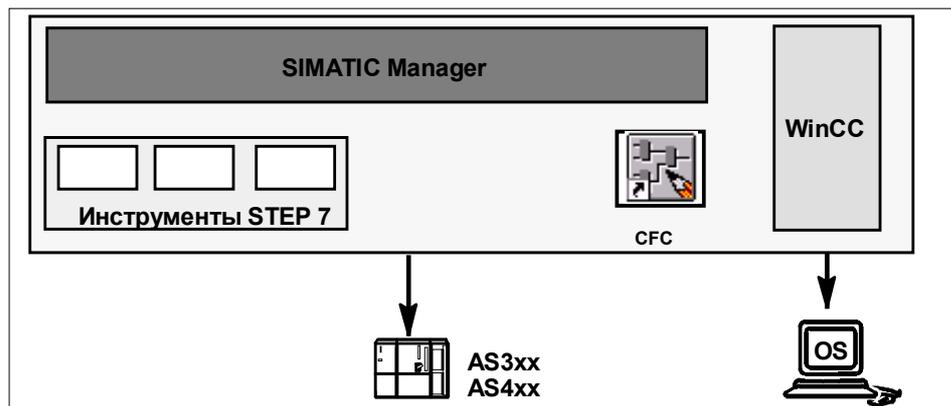 SIMATIC Manager
WinCC
Инструменты STEP 7
CFC
AS3xx
AS4xx
OS